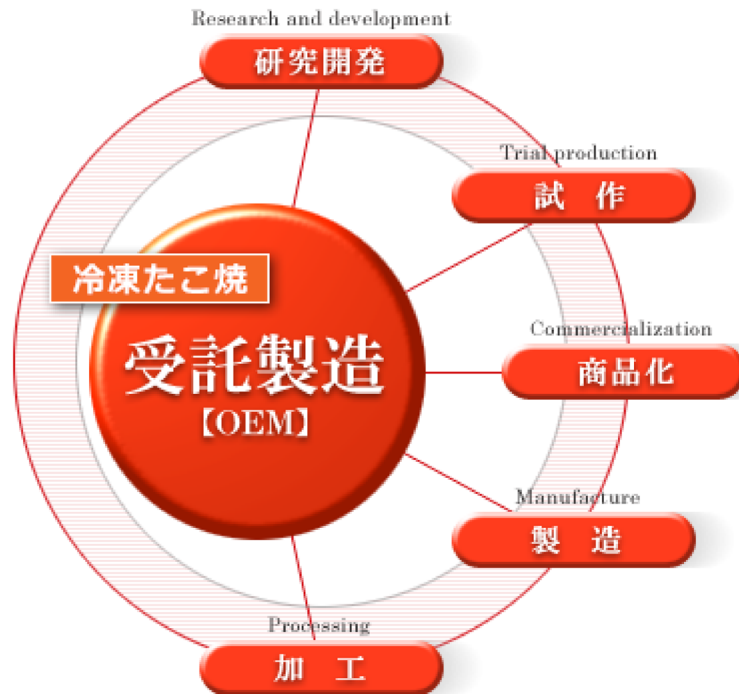 Research and development
研究開発
Trial production
試 作
冷凍たこ焼
受託製造
【OEM】
Commercialization
商品化
Manufacture
製 造
Processing
加 工